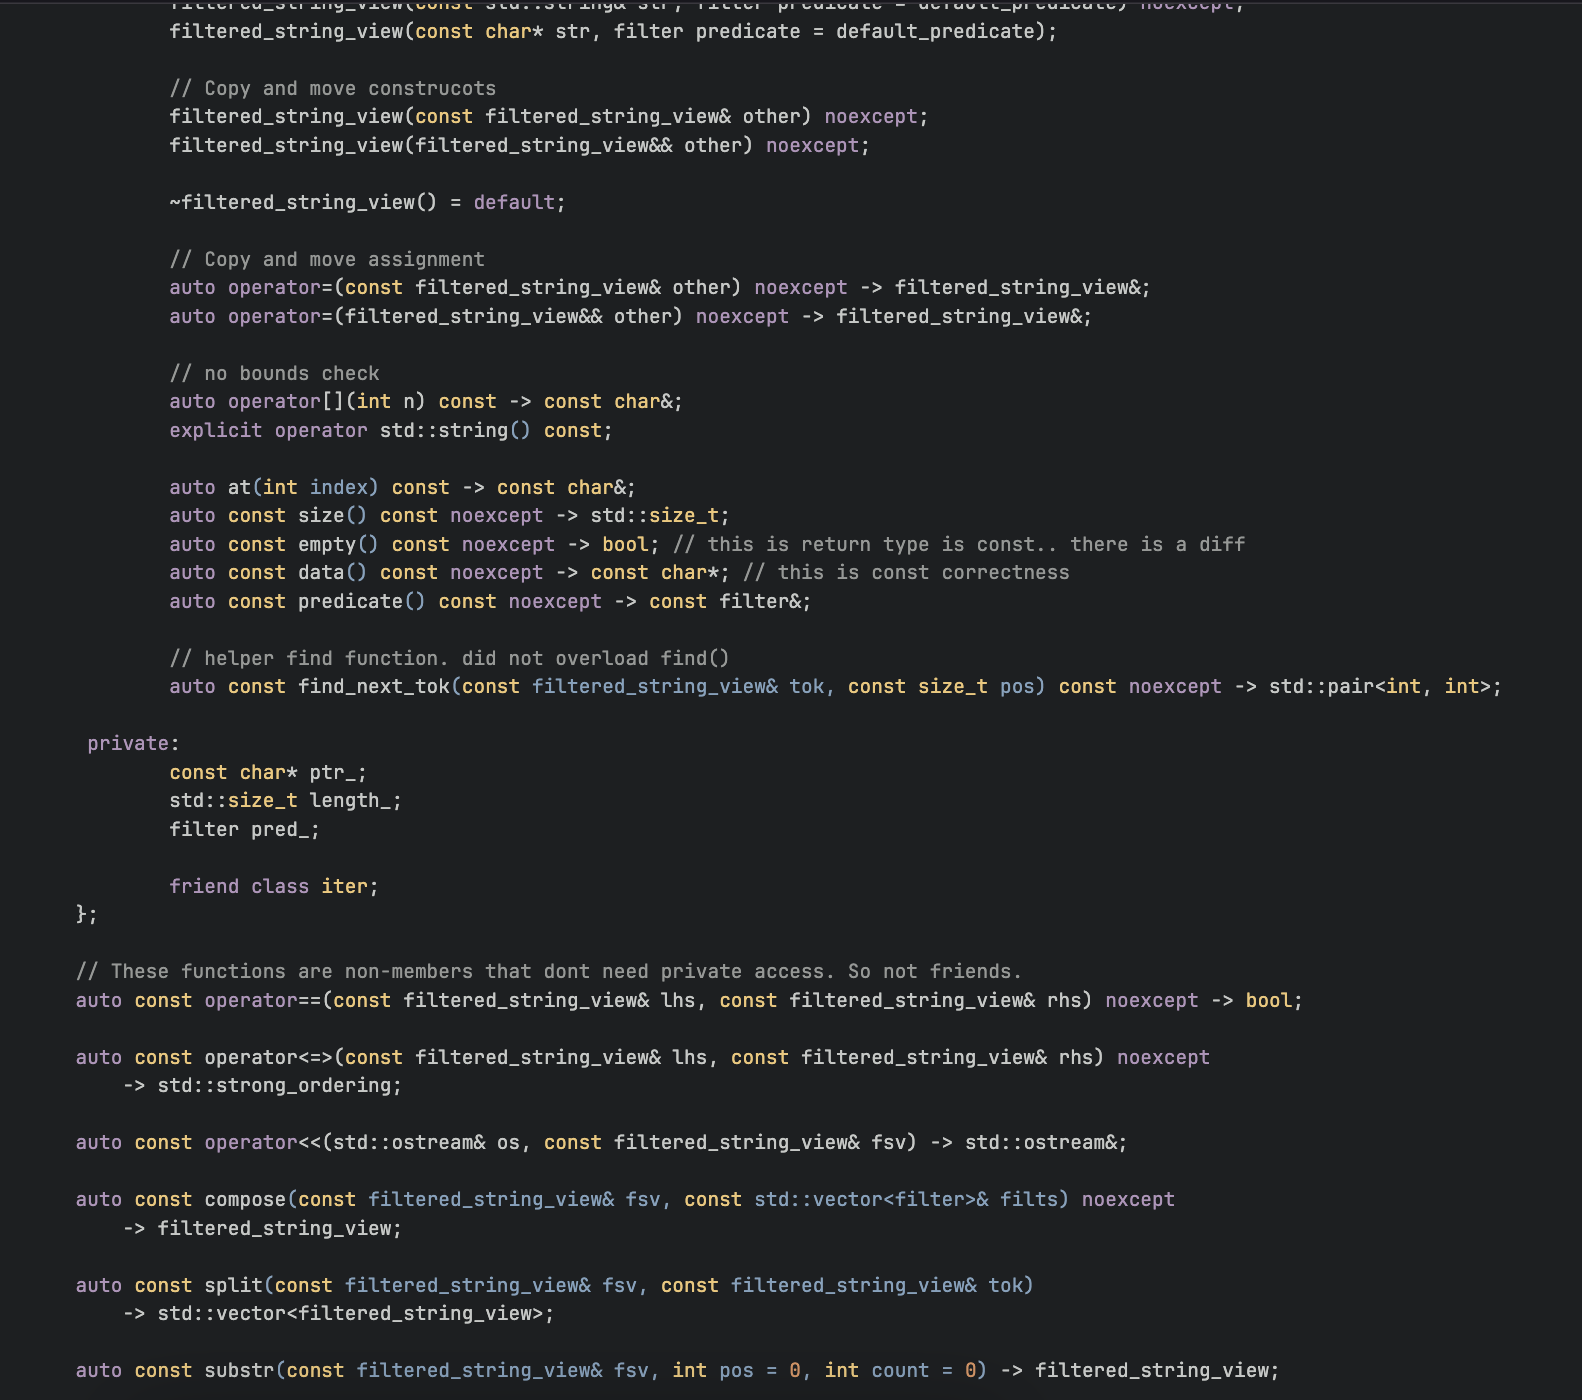 filtered_string_view(const std::string& str, filter predicate = default_predicate) noexcept;
filtered_string_view(const char* str, filter predicate = default_predicate);
// Copy and move construcots
filtered_string_view(const filtered_string_view& other) noexcept;
filtered_string_view(filtered_string_view&& other) noexcept;
~filtered_string_view() = default;
// Copy and move assignment
auto operator=(const filtered_string_view& other) noexcept -> filtered_string_view&;
auto operator=(filtered_string_view&& other) noexcept -> filtered_string_view&;
// no bounds check
auto operator[](int n) const -> const char&;
explicit operator std::string() const;
auto at(int index) const -> const char&;
auto const size() const noexcept -> std::size_t;
auto const empty() const noexcept -> bool; // this is return type is const.. there is a diff
auto const data() const noexcept -> const char*; // this is const correctness
auto const predicate() const noexcept -> const filter&;
// helper find function. did not overload find()
auto const find_next_tok(const filtered_string_view& tok, const size_t pos) const noexcept -> std::pair<int, int>;
private:
const char* ptr_;
std::size_t length_;
filter pred_;
friend class iter;
};
// These functions are non-members that dont need private access. So not friends.
auto const operator==(const filtered_string_view& lhs, const filtered_string_view& rhs) noexcept -> bool;
auto const operator<=>(const filtered_string_view& lhs, const filtered_string_view& rhs) noexcept
-> std::strong_ordering;
auto const operator<<(std::ostream& os, const filtered_string_view& fsv) -> std::ostream&;
auto const compose(const filtered_string_view& fsv, const std::vector<filter>& filts) noexcept
-> filtered_string_view;
auto const split(const filtered_string_view& fsv, const filtered_string_view& tok)
-> std::vector<filtered_string_view>;
auto const substr(const filtered_string_view& fsv, int pos = 0, int count = 0) -> filtered_string_view;